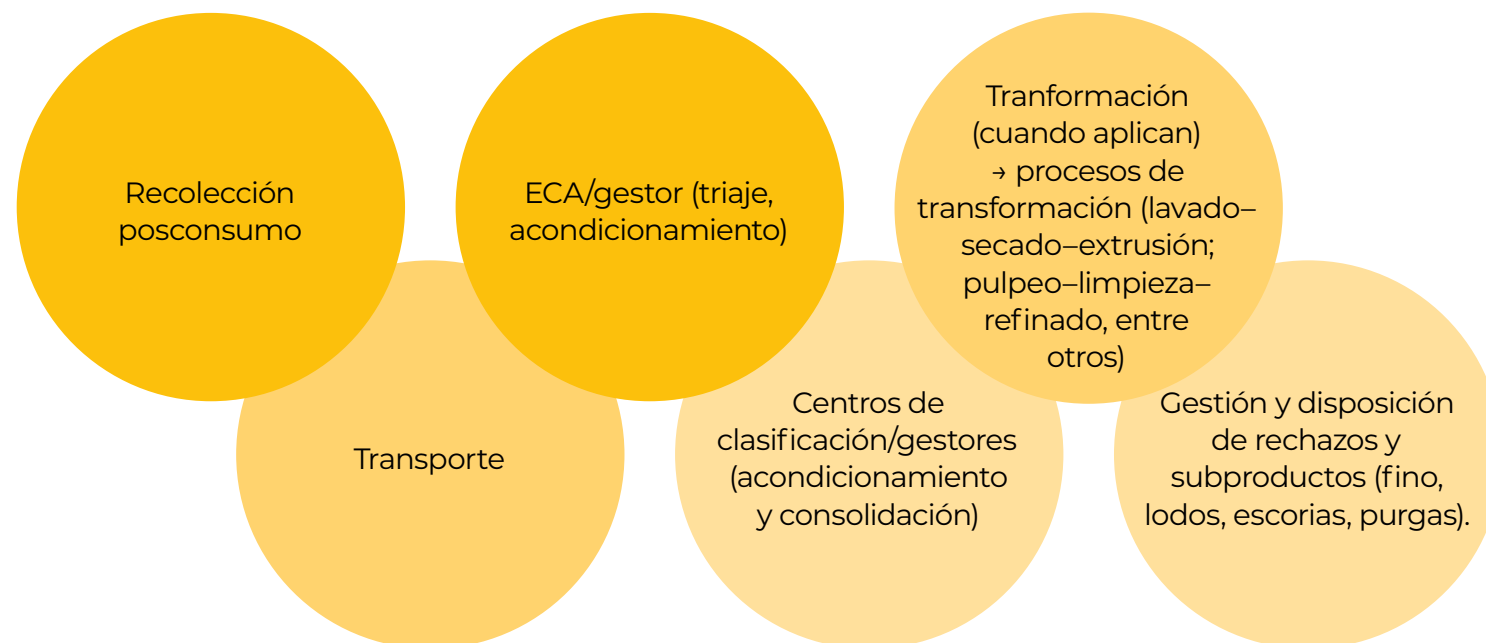 Recolección
posconsumo
Transporte
ECA/gestor (triaje,
acondicionamiento)
Centros de
clasificación/gestores
(acondicionamiento
y consolidación)
Tranformación
(cuando aplican)
→ procesos de
transformación (lavado–
secado–extrusión;
pulpeo–limpieza–
refinado, entre
otros)
Gestión y disposición
de rechazos y
subproductos (fino,
lodos, escorias, purgas).